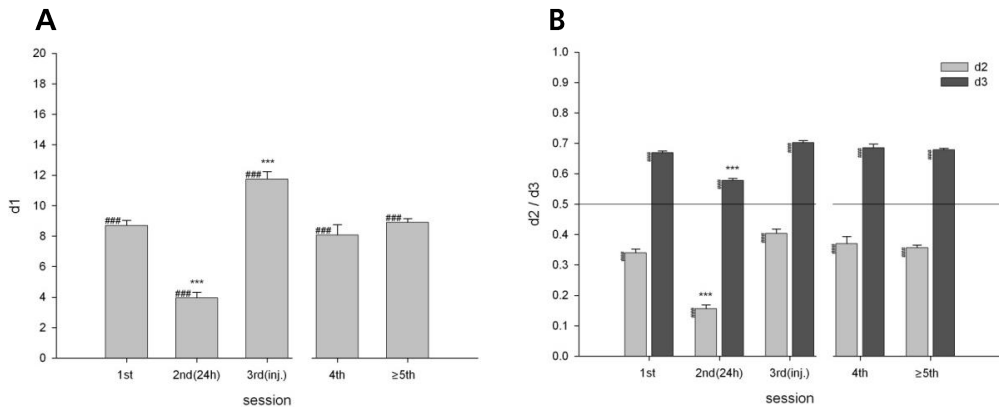 A
20
18
16
14
12
10
8
6
4
2
0
d1
###
***
###
***
###
###
###
1st
2nd(24h)
3rd(inj.)
4th
≥5th
session
B
1.0
0.9
0.8
0.7
0.6
0.5
0.4
0.3
0.2
0.1
0.0
d2 / d3
d2
d3
###
###
***
###
***
###
###
###
###
###
###
###
1st
2nd(24h)
3rd(inj.)
4th
≥5th
session